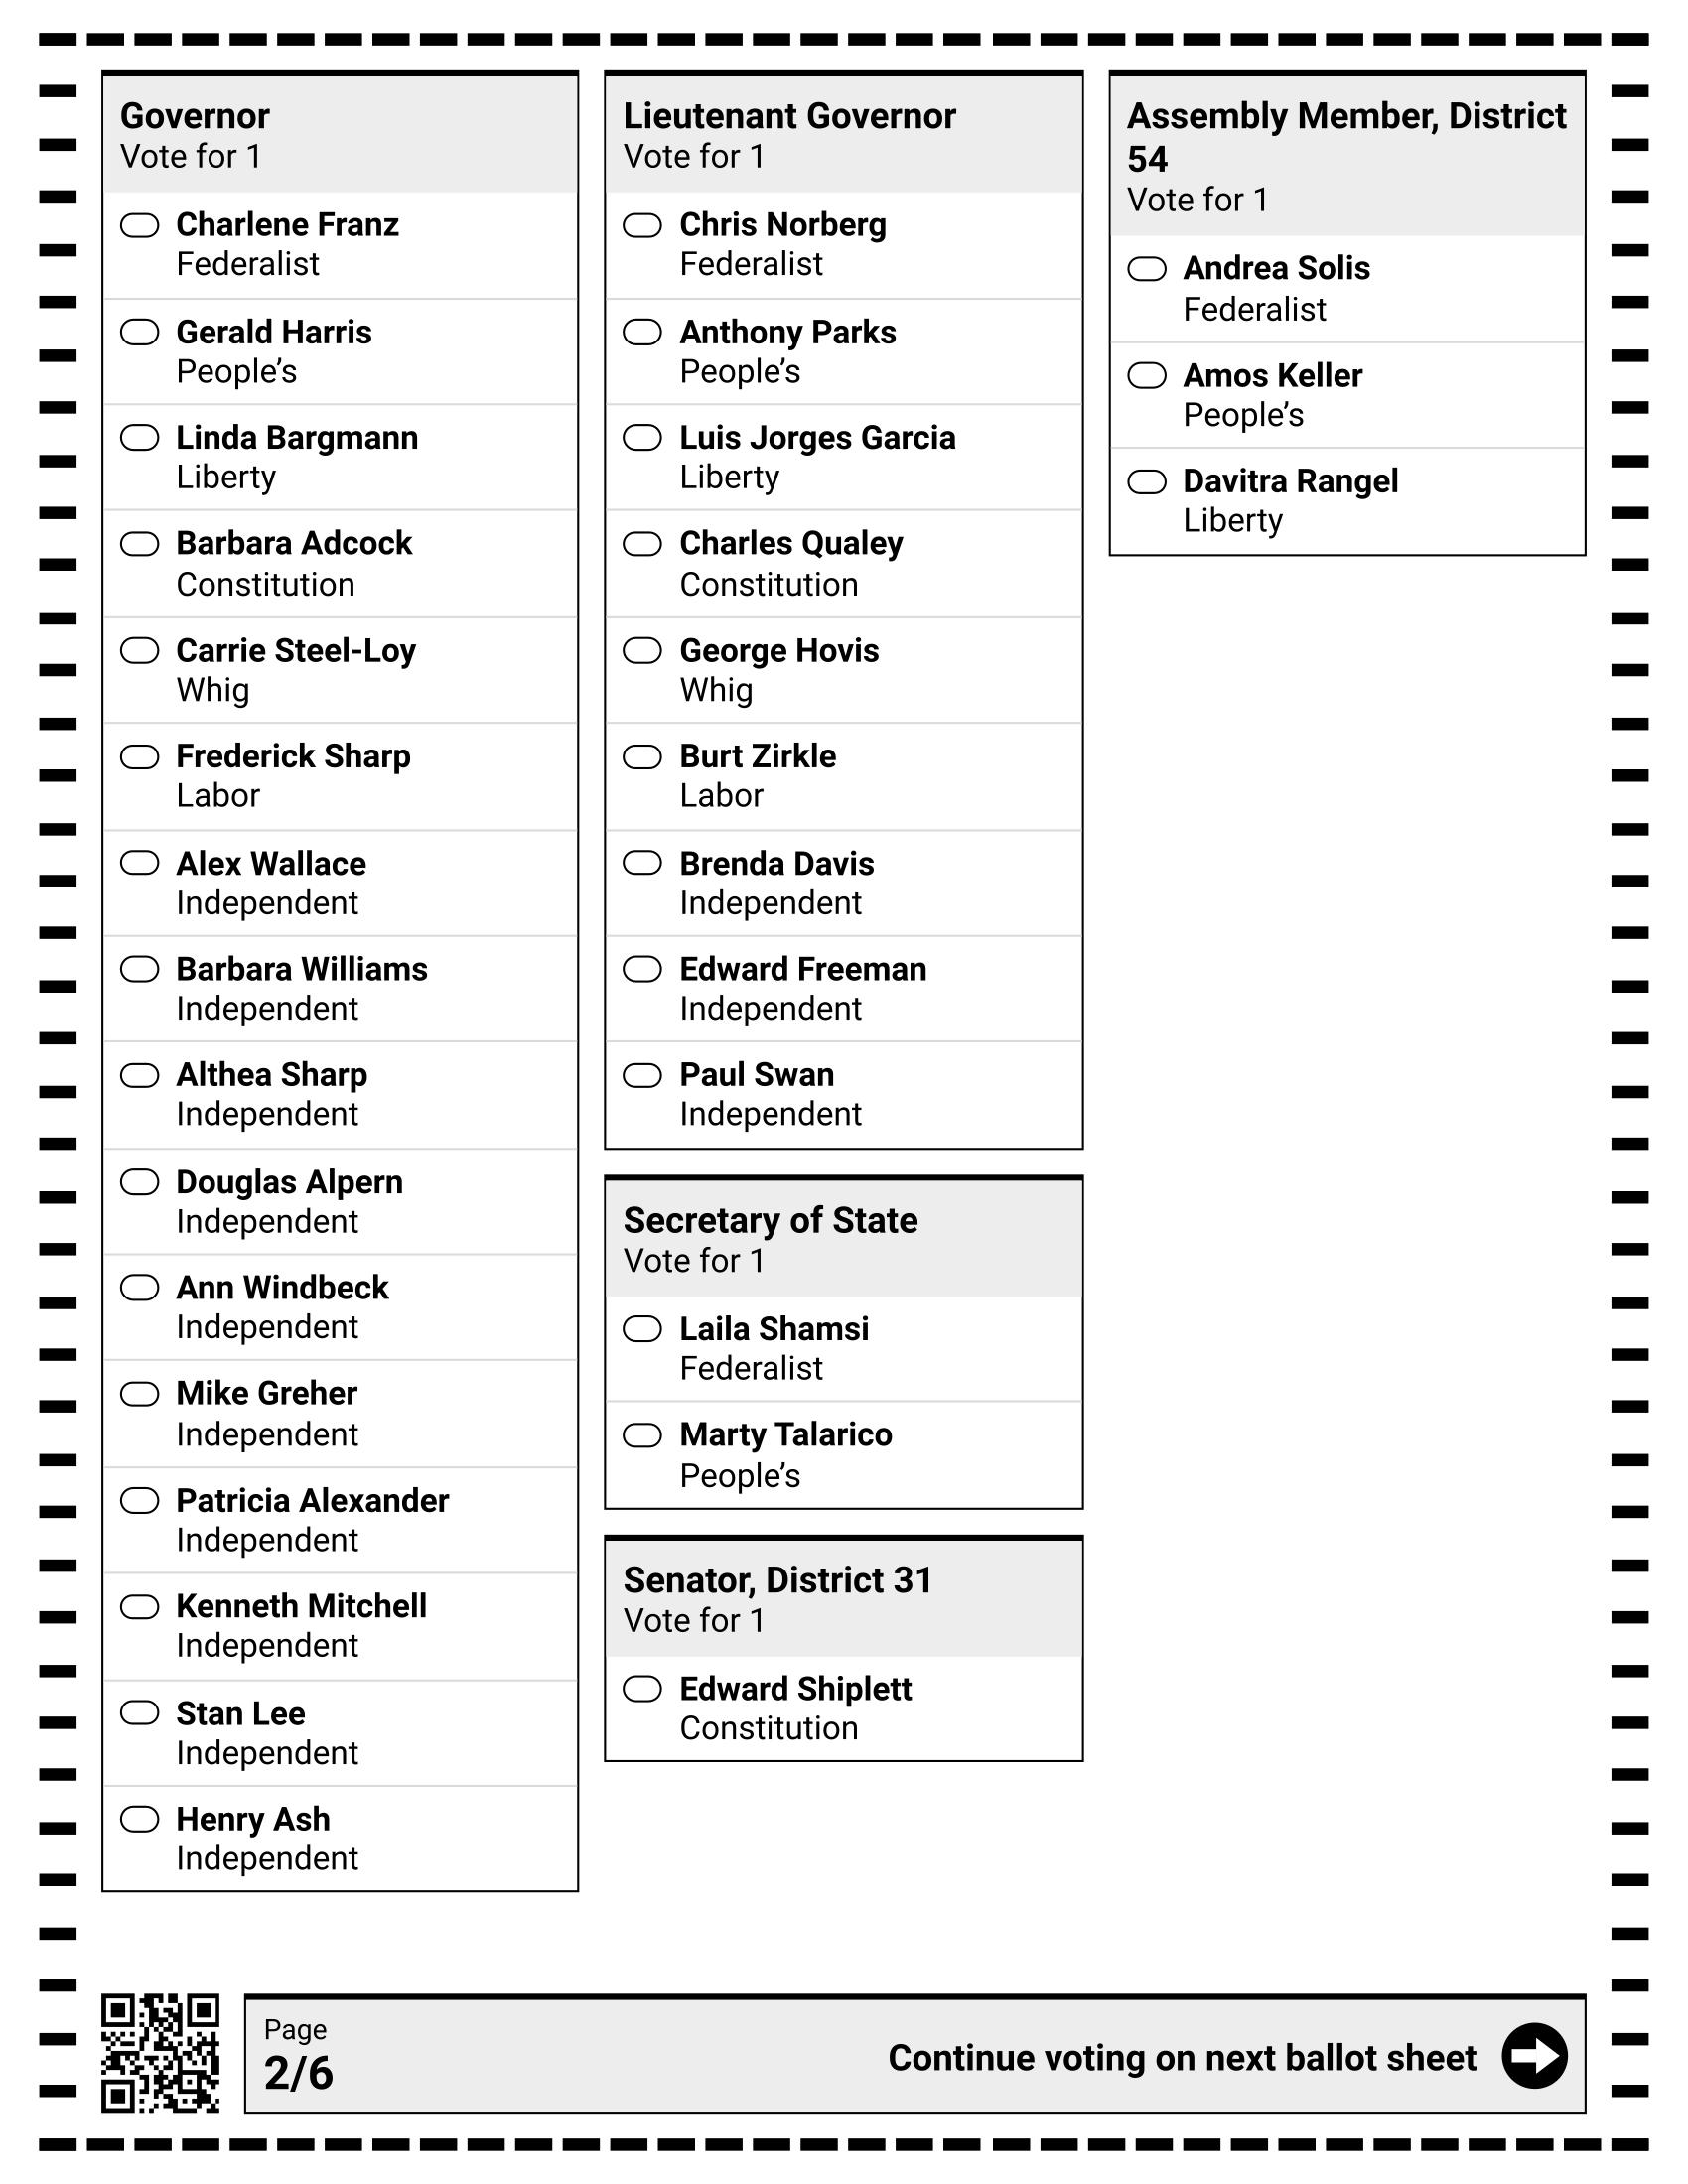 Governor
Vote for 1
Charlene Franz
Federalist
Gerald Harris
People’s
Linda Bargmann
Liberty
Barbara Adcock
Constitution
Carrie Steel-Loy
Whig
Frederick Sharp
Labor
Alex Wallace
Independent
Barbara Williams
Independent
Althea Sharp
Independent
Douglas Alpern
Independent
Ann Windbeck
Independent
Mike Greher
Independent
Patricia Alexander
Independent
Kenneth Mitchell
Independent
Stan Lee
Independent
Henry Ash
Independent
Lieutenant Governor
Vote for 1
Chris Norberg
Federalist
Anthony Parks
People’s
Luis Jorges Garcia
Liberty
Charles Qualey
Constitution
George Hovis
Whig
Burt Zirkle
Labor
Brenda Davis
Independent
Edward Freeman
Independent
Paul Swan
Independent
Secretary of State
Vote for 1
Laila Shamsi
Federalist
Marty Talarico
People’s
Senator, District 31
Vote for 1
Edward Shiplett
Constitution
Assembly Member, District
54
Vote for 1
Andrea Solis
Federalist
Amos Keller
People’s
Davitra Rangel
Liberty
Page
2/6
Continue voting on next ballot sheet